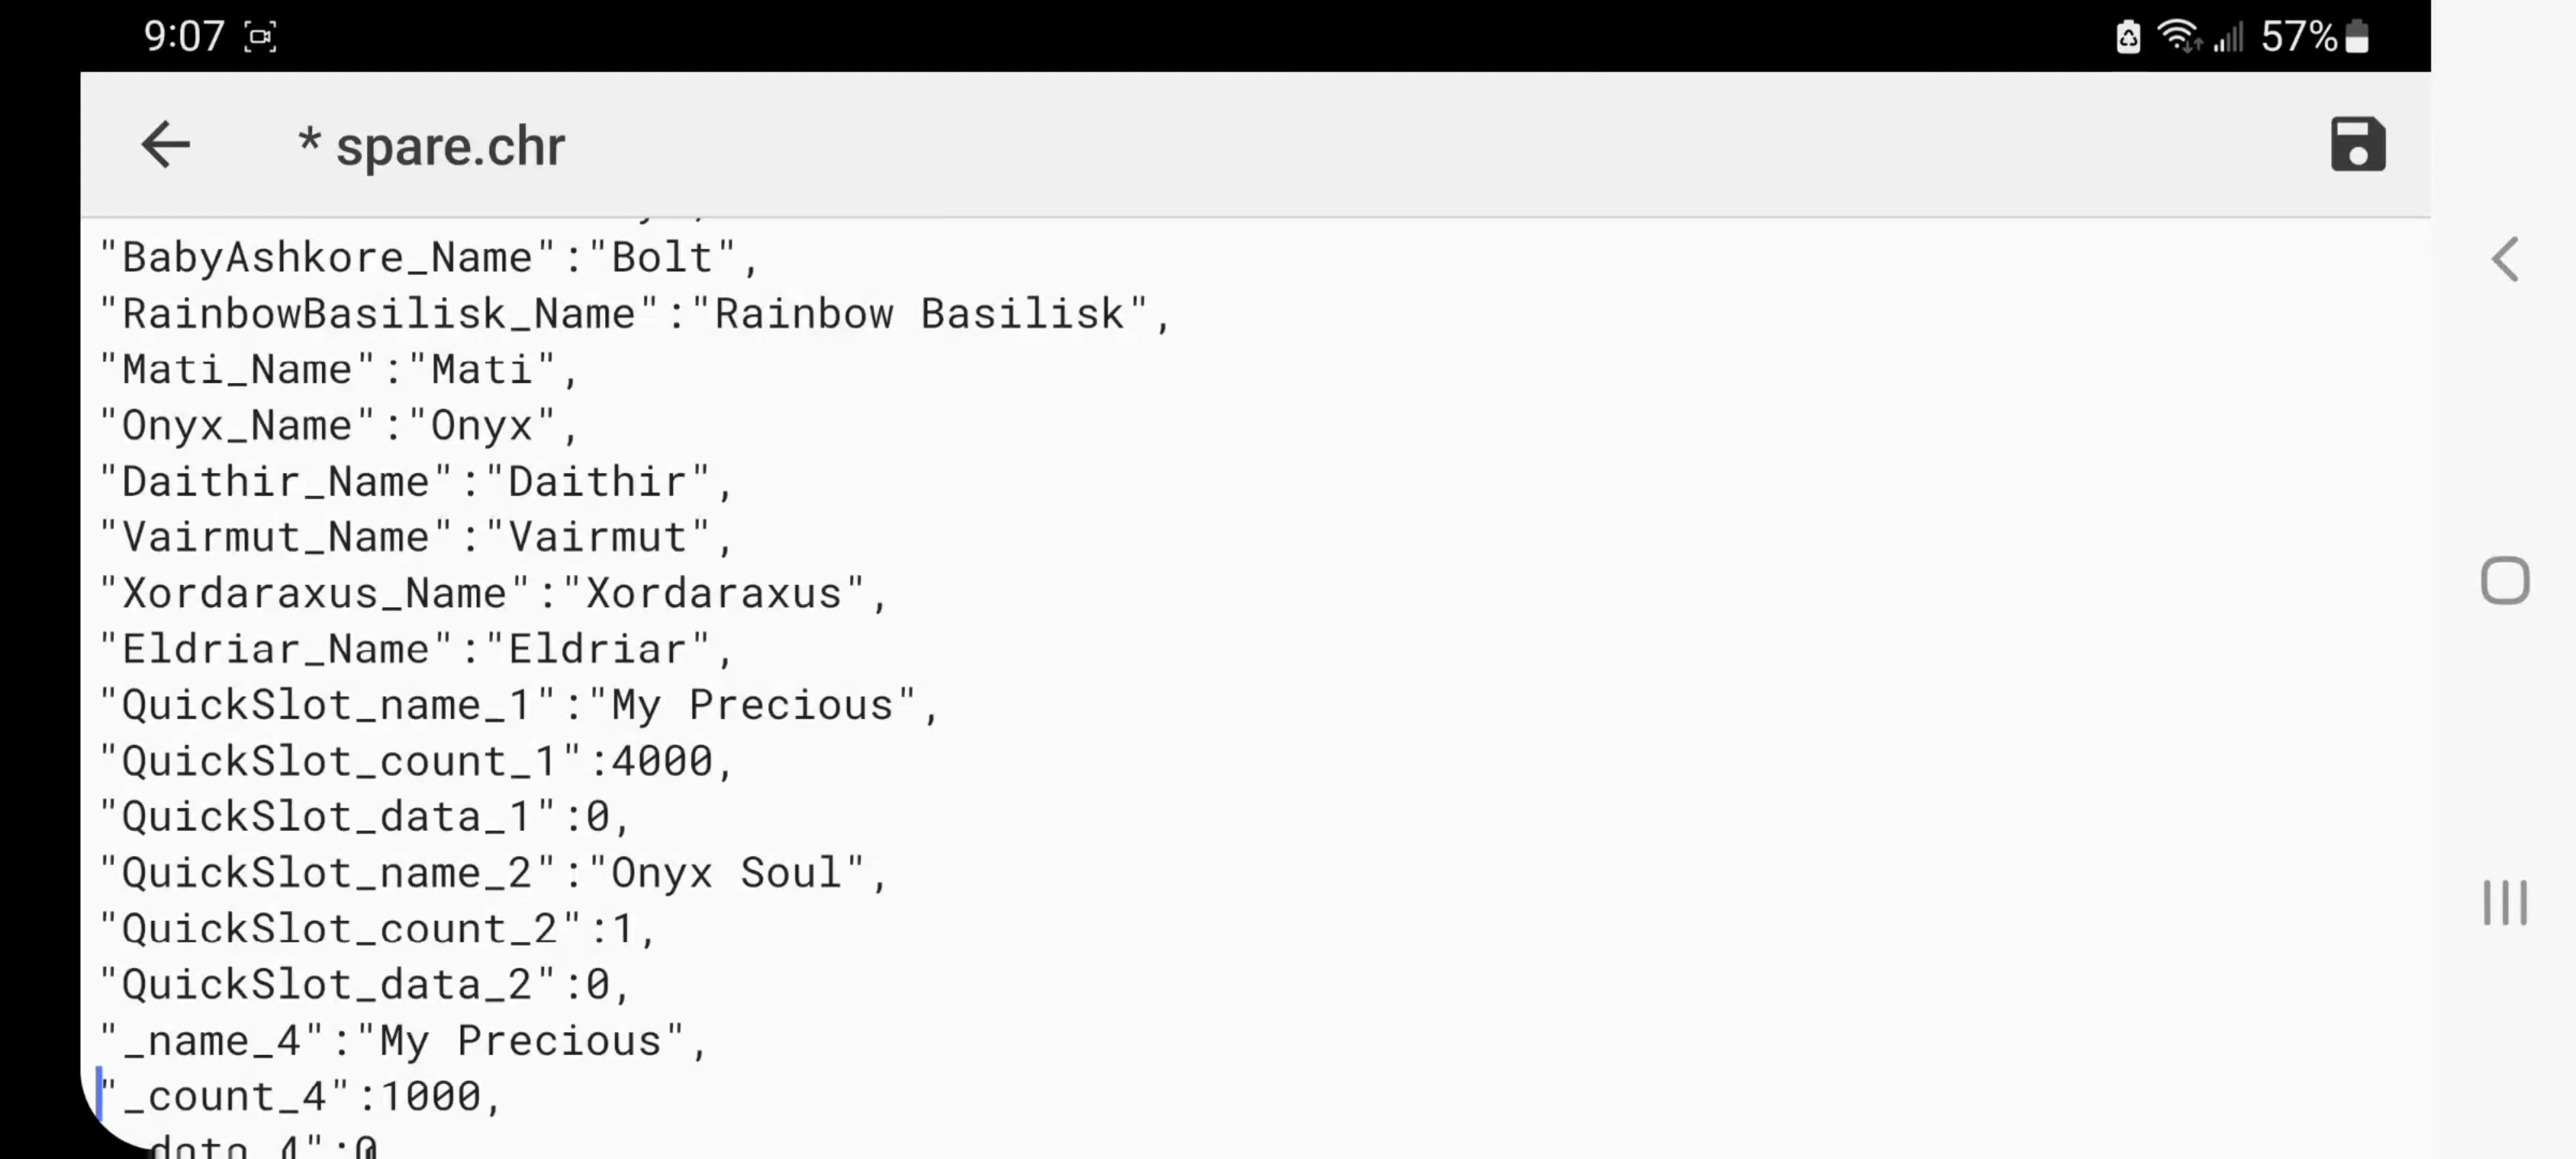 9:07
57%
* spare.chr
"BabyAshkore_Name":"Bolt",
"RainbowBasilisk_Name":"Rainbow Basilisk",
"Mati_Name":"Mati",
"Onyx_Name":"Onyx",
"Daithir_Name":"Daithir",
"Vairmut_Name":"Vairmut",
"Xordaraxus_Name":"Xordaraxus",
"Eldriar_Name":"Eldriar",
"QuickSlot_name_1":"My Precious",
"QuickSlot_count_1":4000,
"QuickSlot_data_1":0,
"QuickSlot_name_2":"Onyx Soul",
"QuickSlot_count_2":1,
"QuickSlot_data_2":0,
"_name_4":"My Precious",
"_count_4":1000,
data_4":0